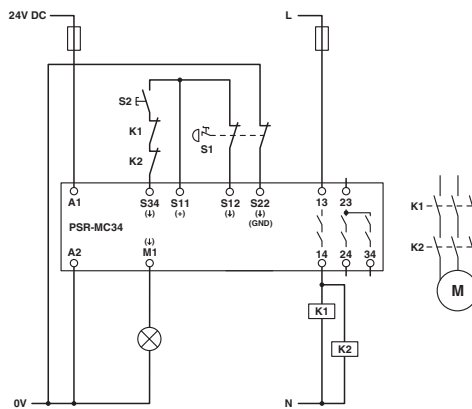 24V DC
L
S2
K1
S1
K2
A1
S34
S11
S12
S22
13
23
(↓)
(+)
(↓)
(↓)
(GND)
PSR-MC34
(↓)
A2
M1
14
24
34
K1
K2
K1
K2
M
0V
N